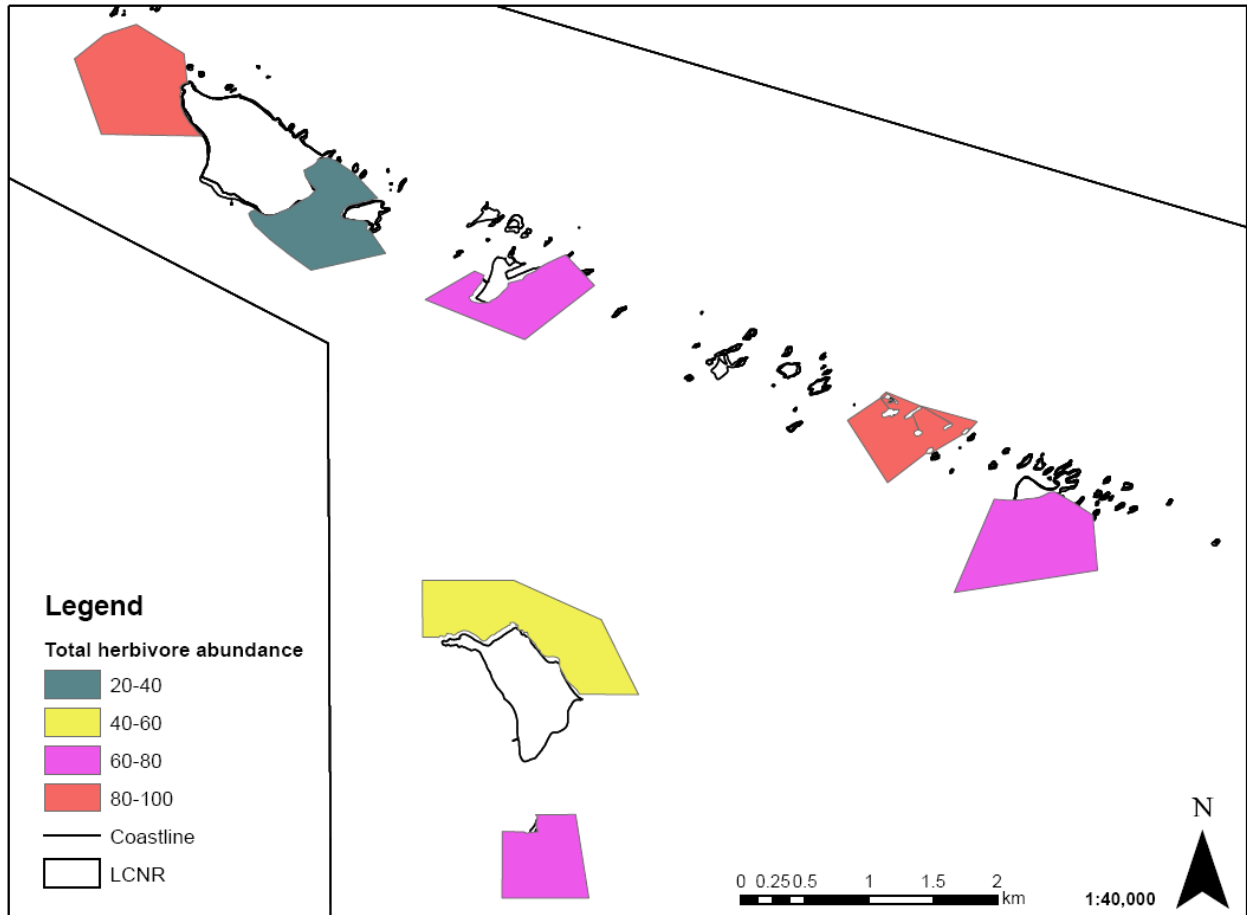 Legend
Total herbivore abundance
20-40
40-60
60-80
80-100
Coastline
LCNR
0 0.25 0.5 1 1.5 2
km
1:40,000
N